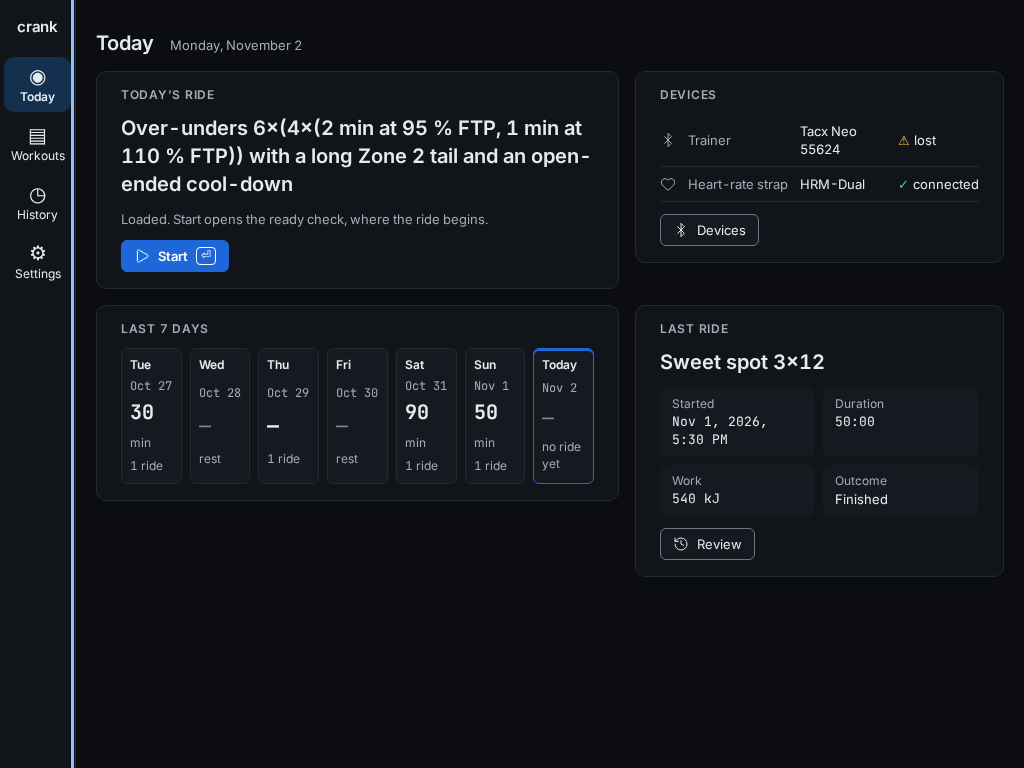 crank
Today
Workouts
History
Settings
Today
Monday, November 2
TODAY'S RIDE
Over-unders 6×(4×(2 min at 95 % FTP, 1 min at
110 % FTP)) with a long Zone 2 tail and an open-
ended cool-down
Loaded. Start opens the ready check, where the ride begins.
Start ⏎
DEVICES
Trainer
Tacx Neo
55624
⚠ lost
Heart-rate strap
HRM-Dual
✓ connected
Devices
LAST 7 DAYS
Tue
Oct 27
30
min
1 ride
Wed
Oct 28
—
rest
Thu
Oct 29
—
1 ride
Fri
Oct 30
—
rest
Sat
Oct 31
90
min
1 ride
Sun
Nov 1
50
min
1 ride
Today
Nov 2
—
no ride
yet
LAST RIDE
Sweet spot 3×12
Started
Nov 1, 2026,
5:30 PM
Duration
50:00
Work
540 kJ
Outcome
Finished
Review